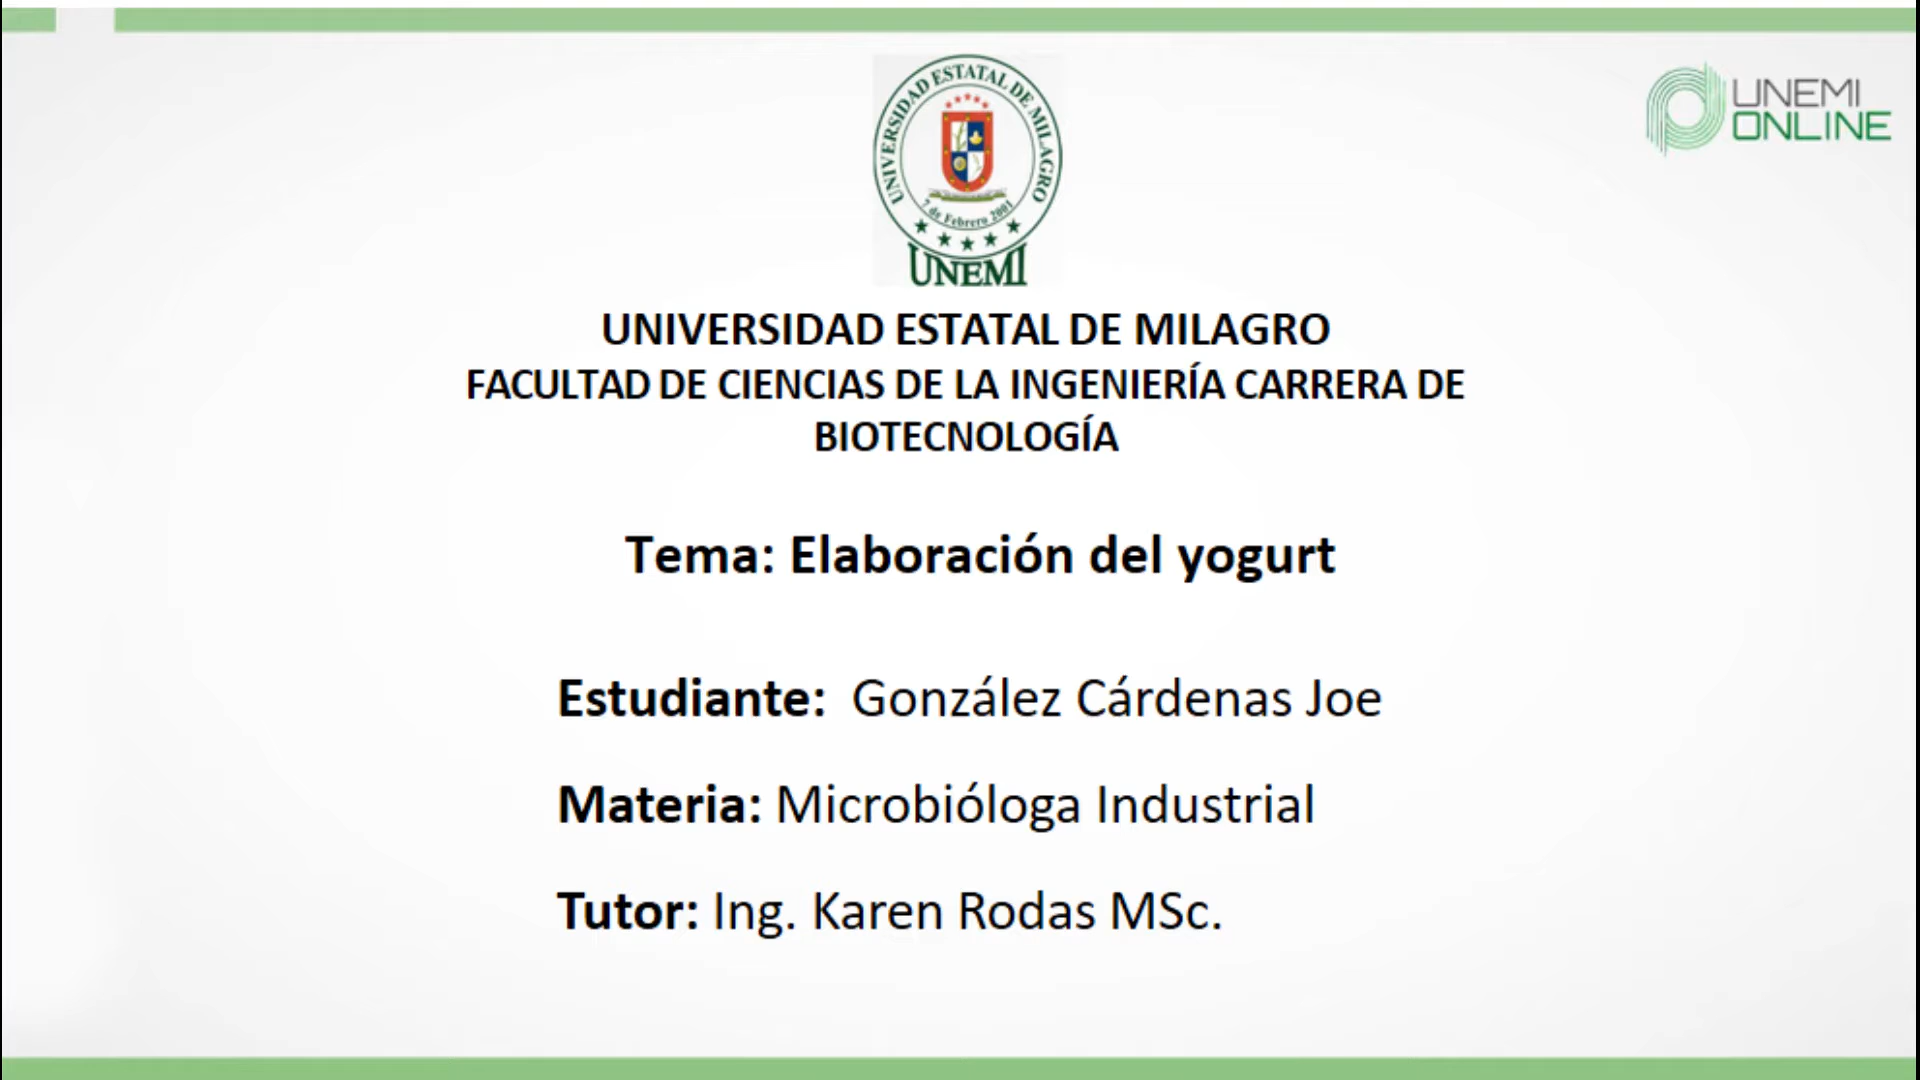 UNIVERSIDAD ESTATAL DE MILAGRO
7 de Febrero 2001
UNEMI
UNEMI
ONLINE
UNIVERSIDAD ESTATAL DE MILAGRO
FACULTAD DE CIENCIAS DE LA INGENIERÍA CARRERA DE
BIOTECNOLOGÍA
Tema: Elaboración del yogurt
Estudiante: González Cárdenas Joe
Materia: Microbióloga Industrial
Tutor: Ing. Karen Rodas MSc.